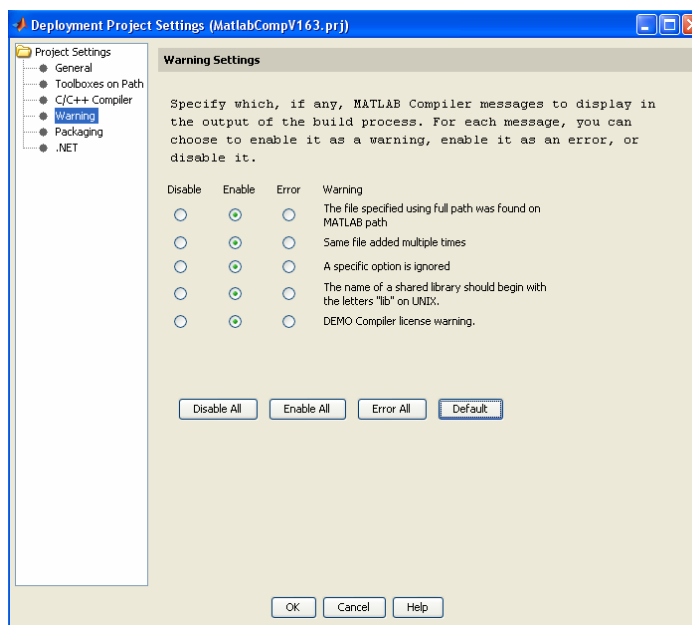 Deployment Project Settings (MatlabCompV163.prj)
Project Settings
General
Toolboxes on Path
C/C++ Compiler
Warning
Packaging
.NET
Warning Settings
Specify which, if any, MATLAB Compiler messages to display in
the output of the build process. For each message, you can
choose to enable it as a warning, enable it as an error, or
disable it.
Disable Enable Error Warning
The file specified using full path was found on
MATLAB path
Same file added multiple times
A specific option is ignored
The name of a shared library should begin with
the letters "lib" on UNIX.
DEMO Compiler license warning.
Disable All Enable All Error All Default
OK Cancel Help